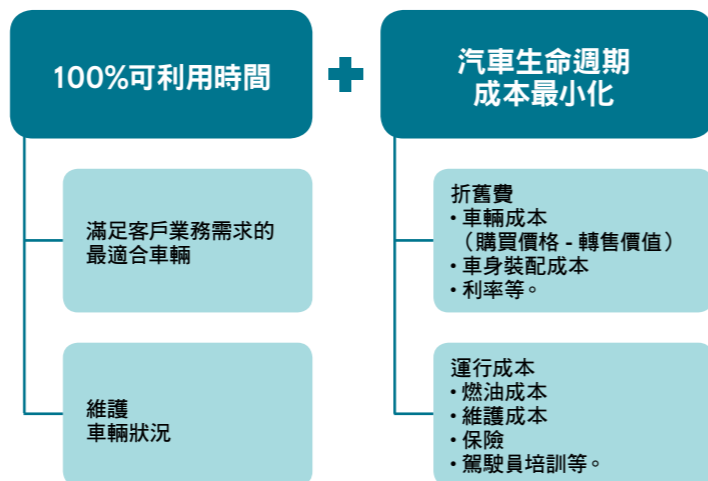 100%可利用時間
滿足客戶業務需求的
最適合車輛
維護
車輛狀況
汽車生命週期
成本最小化
折舊費
・車輛成本
（購買價格 - 轉售價值）
・車身裝配成本
・利率等。
運行成本
・燃油成本
・維護成本
・保險
・駕駛員培訓等。